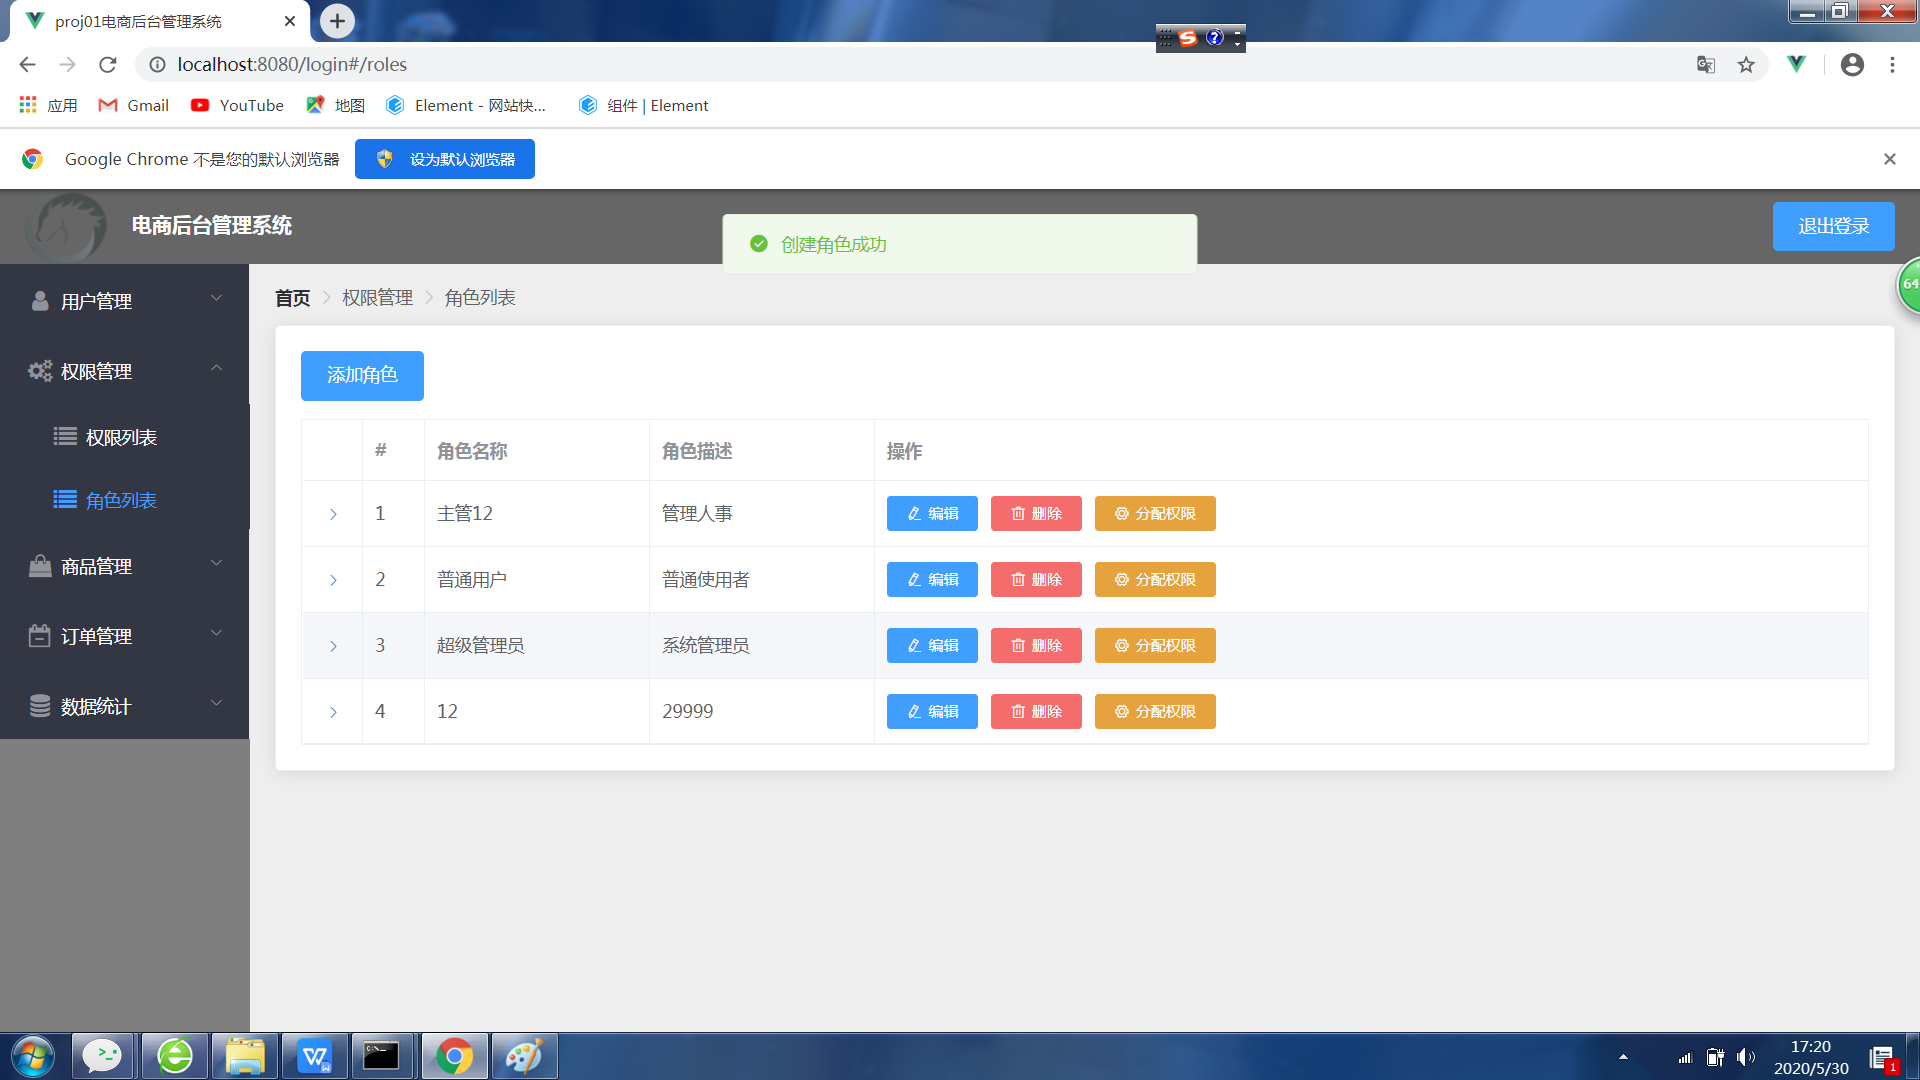 proj01电商后台管理系统
localhost:8080/login#/roles
应用 Gmail YouTube 地图 Element - 网站快... 组件 | Element
Google Chrome 不是您的默认浏览器 设为默认浏览器
电商后台管理系统
创建角色成功
退出登录
64
首页 权限管理 角色列表
用户管理
权限管理
权限列表
角色列表
商品管理
订单管理
数据统计
添加角色
# 角色名称 角色描述 操作
1 主管12 管理人事 编辑 删除 分配权限
2 普通用户 普通使用者 编辑 删除 分配权限
3 超级管理员 系统管理员 编辑 删除 分配权限
4 12 29999 编辑 删除 分配权限
17:20
2020/5/30
1